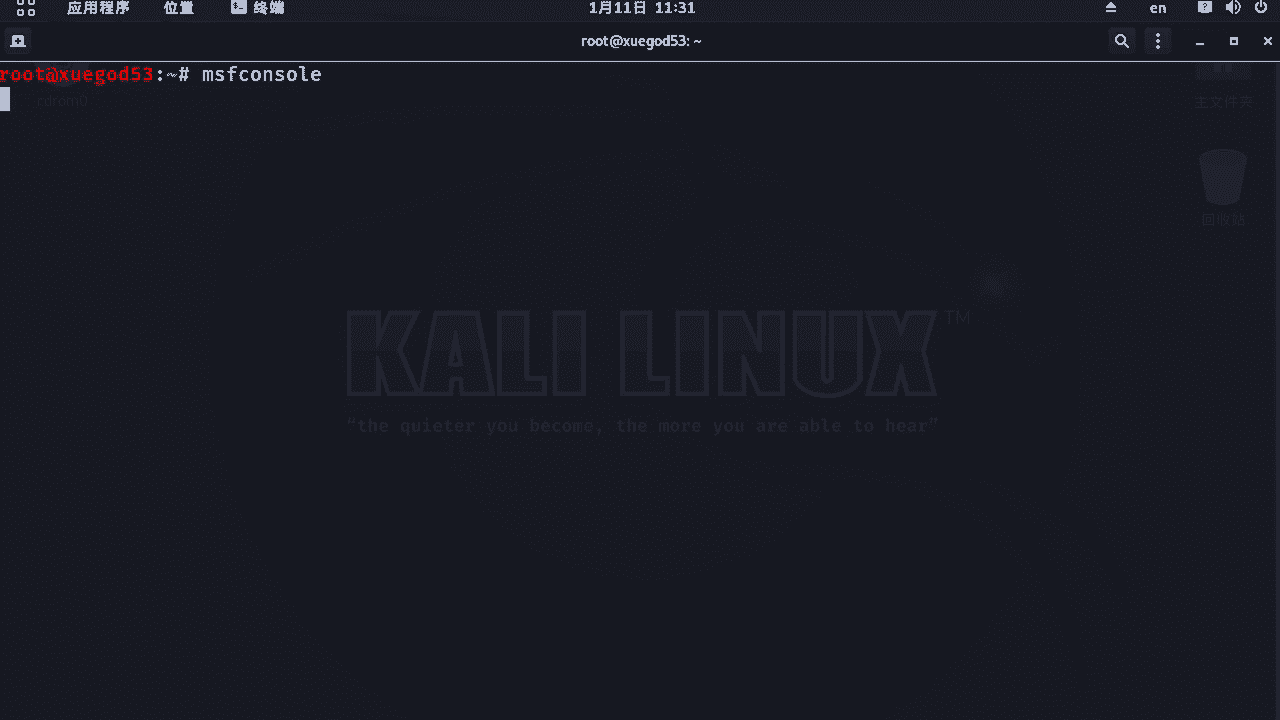 应用程序 位置 终端 1月11日 11:31 en
root@xuegod53: ~
root@xuegod53:~# msfconsole
cdrom0
主文件夹
回收站
KALI LINUX TM
“the quieter you become, the more you are able to hear”